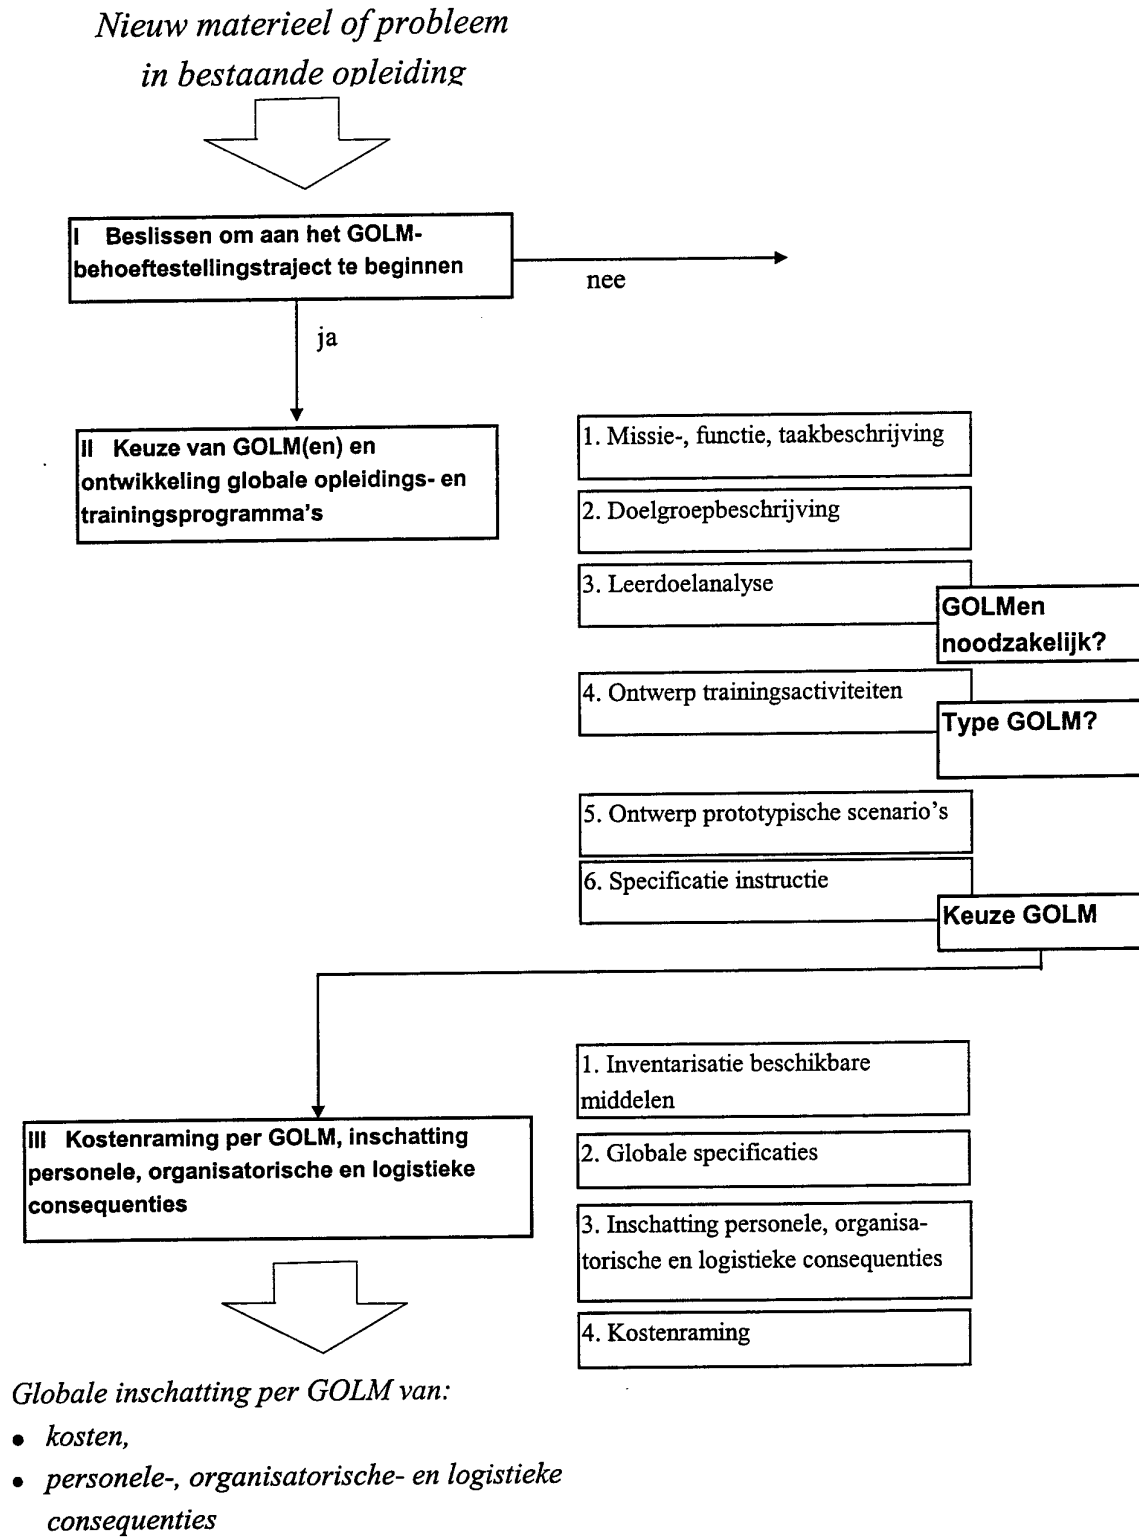 Nieuw materieel of probleem
in bestaande opleiding
I Beslissen om aan het GOLM-
behoeftestellingstraject te beginnen
nee
ja
II Keuze van GOLM(en) en
ontwikkeling globale opleidings- en
trainingsprogramma's
1. Missie-, functie, taakbeschrijving
2. Doelgroepbeschrijving
3. Leerdoelanalyse
GOLMen
noodzakelijk?
4. Ontwerp trainingsactiviteiten
Type GOLM?
5. Ontwerp prototypische scenario's
6. Specificatie instructie
Keuze GOLM
III Kostenraming per GOLM, inschatting
personele, organisatorische en logistieke
consequenties
1. Inventarisatie beschikbare
middelen
2. Globale specificaties
3. Inschatting personele, organisa-
torische en logistieke consequenties
4. Kostenraming
Globale inschatting per GOLM van:
• kosten,
• personele-, organisatorische- en logistieke
consequenties